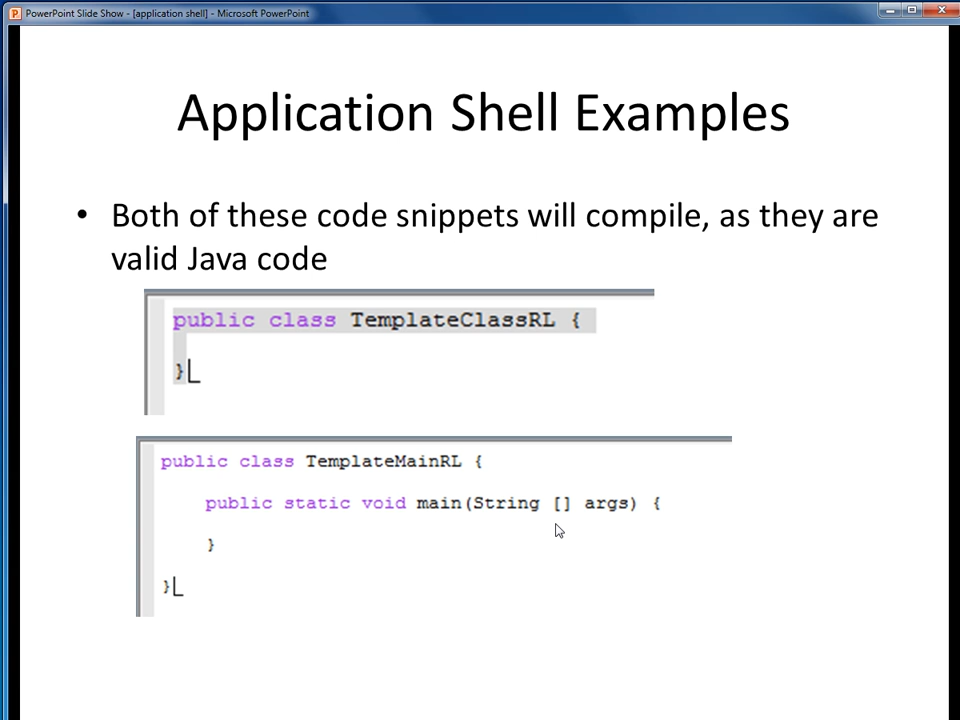 PowerPoint Slide Show - [application shell] - Microsoft PowerPoint
Application Shell Examples
• Both of these code snippets will compile, as they are
valid Java code
public class TemplateClassRL {
}
public class TemplateMainRL {
public static void main(String [] args) {
}
}